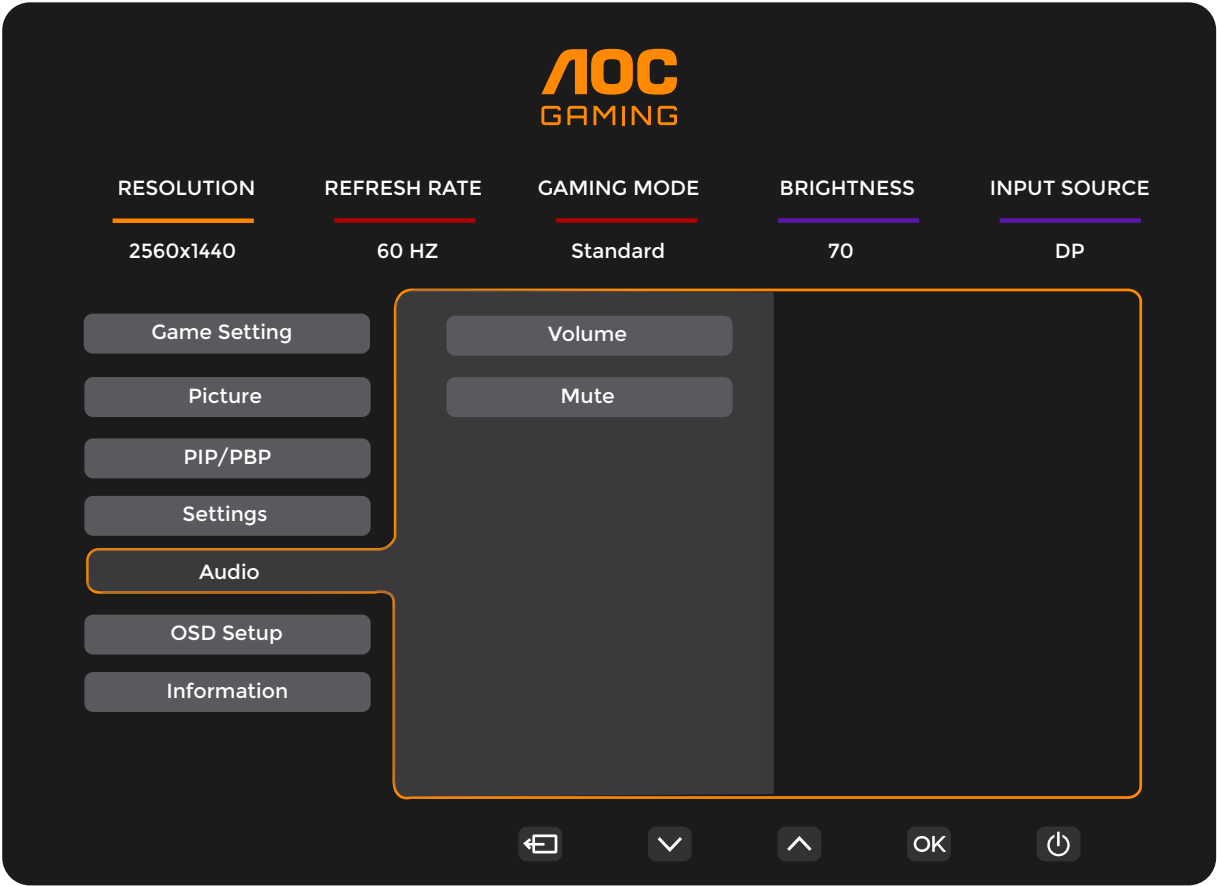 AOC
GAMING
RESOLUTION REFRESH RATE GAMING MODE BRIGHTNESS INPUT SOURCE
2560x1440 60 HZ Standard 70 DP
Game Setting Volume
Picture Mute
PIP/PBP
Settings
Audio
OSD Setup
Information
OK